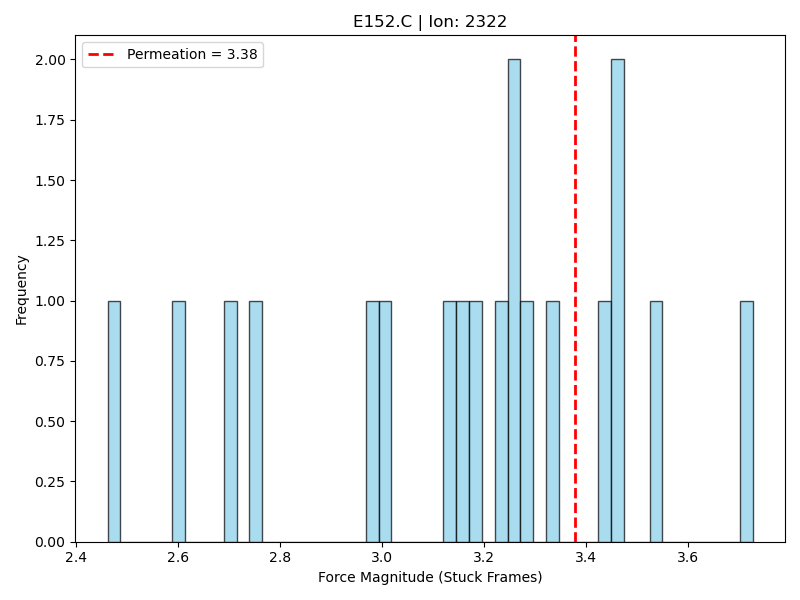 E152.C | Ion: 2322
Permeation = 3.38
2.00
1.75
1.50
1.25
1.00
0.75
0.50
0.25
0.00
Frequency
2.4 2.6 2.8 3.0 3.2 3.4 3.6
Force Magnitude (Stuck Frames)